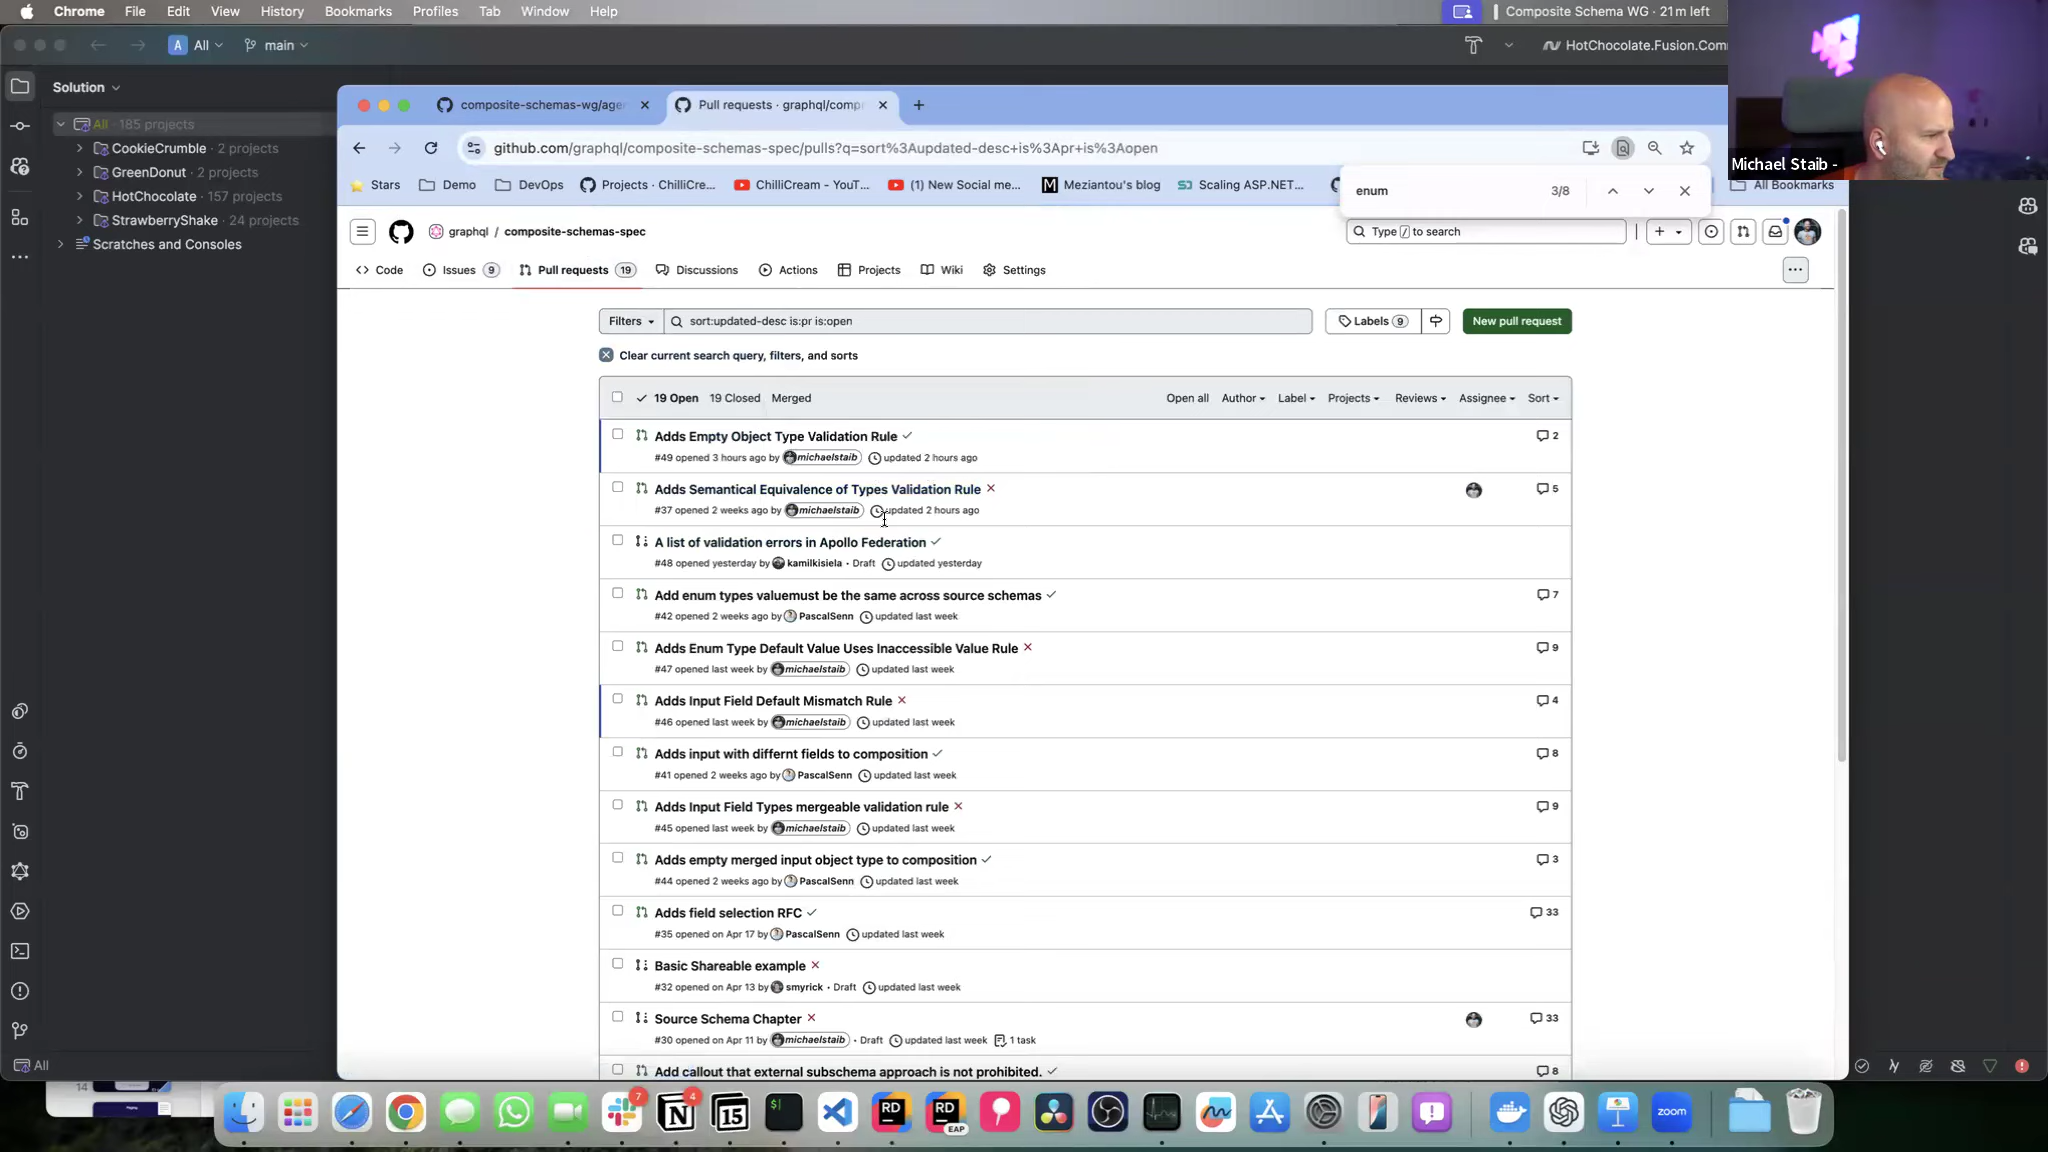 Chrome File Edit View History Bookmarks Profiles Tab Window Help
Composite Schema WG · 21 m left
A All main
HotChocolate.Fusion.Com
Solution
All · 185 projects
CookieCrumble · 2 projects
GreenDonut · 2 projects
HotChocolate · 157 projects
StrawberryShake · 24 projects
Scratches and Consoles
composite-schemas-wg/age
Pull requests · graphql/comp
github.com/graphql/composite-schemas-spec/pulls?q=sort%3Aupdated-desc+is%3Apr+is%3Aopen
Michael Staib -
Stars Demo DevOps Projects · ChilliCre... ChilliCream - YouT... (1) New Social me... Meziantou's blog Scaling ASP.NET... All Bookmarks
enum 3/8
graphql / composite-schemas-spec
Type / to search
Code Issues 9 Pull requests 19 Discussions Actions Projects Wiki Settings
Filters sort:updated-desc is:pr is:open Labels 9 New pull request
Clear current search query, filters, and sorts
19 Open 19 Closed Merged Open all Author Label Projects Reviews Assignee Sort
Adds Empty Object Type Validation Rule 2
#49 opened 3 hours ago by michaelstaib updated 2 hours ago
Adds Semantical Equivalence of Types Validation Rule 5
#37 opened 2 weeks ago by michaelstaib updated 2 hours ago
A list of validation errors in Apollo Federation
#48 opened yesterday by kamilkisiela • Draft updated yesterday
Add enum types valuemust be the same across source schemas 7
#42 opened 2 weeks ago by PascalSenn updated last week
Adds Enum Type Default Value Uses Inaccessible Value Rule 9
#47 opened last week by michaelstaib updated last week
Adds Input Field Default Mismatch Rule 4
#46 opened last week by michaelstaib updated last week
Adds input with differnt fields to composition 8
#41 opened 2 weeks ago by PascalSenn updated last week
Adds Input Field Types mergeable validation rule 9
#45 opened last week by michaelstaib updated last week
Adds empty merged input object type to composition 3
#44 opened 2 weeks ago by PascalSenn updated last week
Adds field selection RFC 33
#35 opened on Apr 17 by PascalSenn updated last week
Basic Shareable example
#32 opened on Apr 13 by smyrick • Draft updated last week
Source Schema Chapter 33
#30 opened on Apr 11 by michaelstaib • Draft updated last week 1 task
Add callout that external subschema approach is not prohibited. 8
All
14
7 4 15 $ RD RD EAP zoom